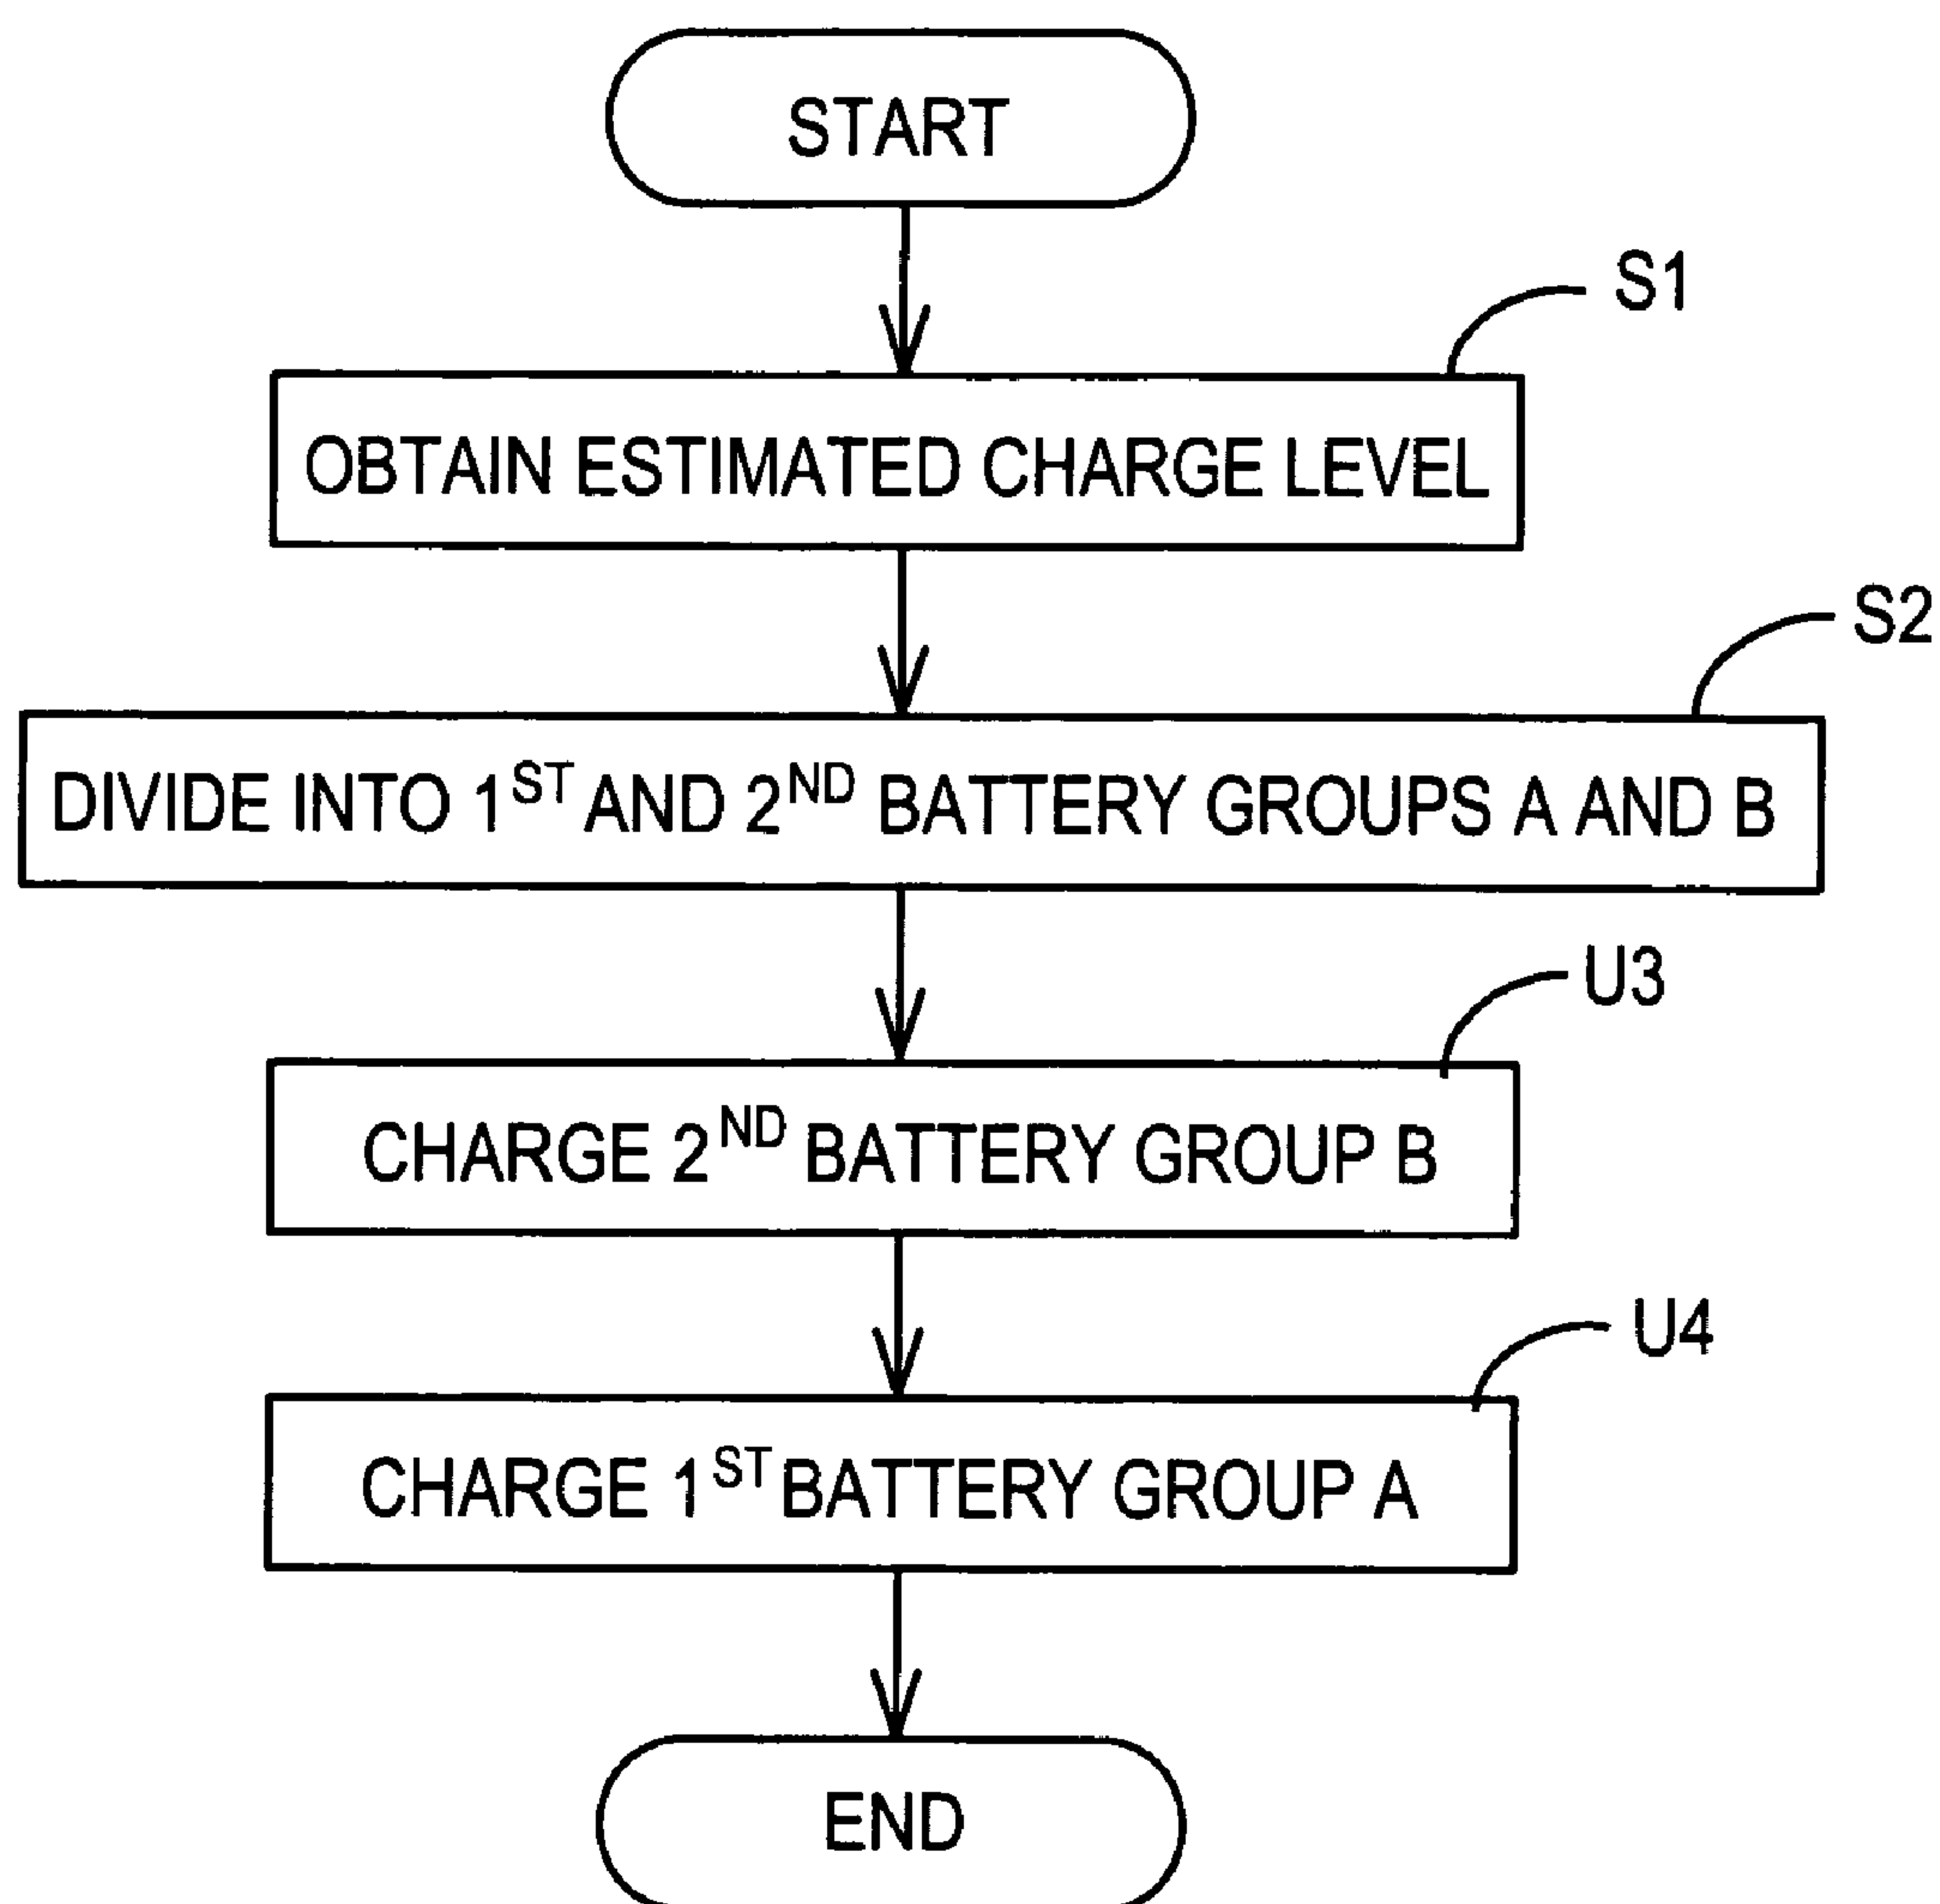 START
S1
OBTAIN ESTIMATED CHARGE LEVEL
S2
DIVIDE INTO 1ST AND 2ND BATTERY GROUPS A AND B
U3
CHARGE 2ND BATTERY GROUP B
U4
CHARGE 1ST BATTERY GROUP A
END